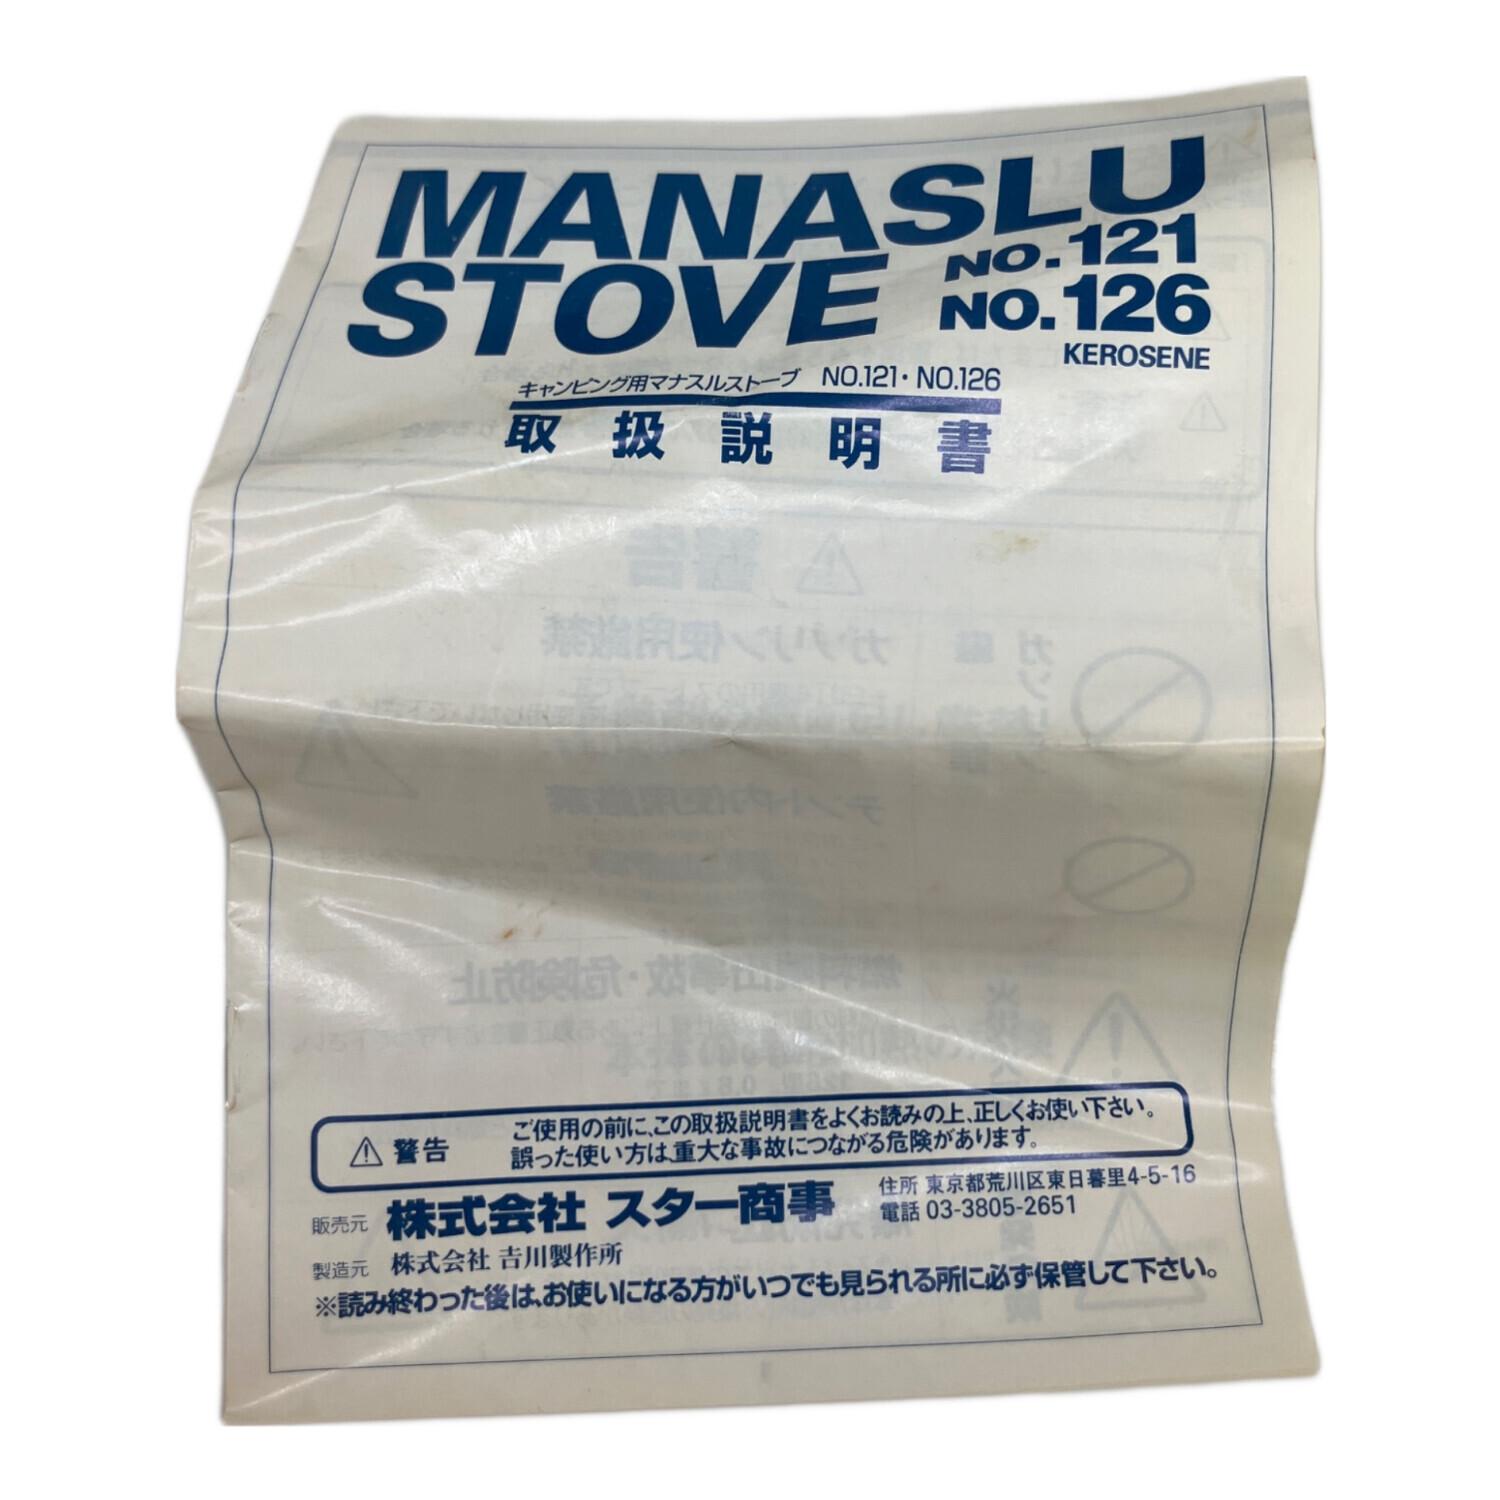 MANASLU
STOVE NO.121
NO.126
KEROSENE
キャンピング用マナスルストーブ NO.121・NO.126
取扱説明書
⚠警告 ご使用の前に、この取扱説明書をよくお読みの上、正しくお使い下さい。
誤った使い方は、重大な事故につながる危険があります。
販売元 株式会社 スター商事 住所 東京都荒川区東日暮里4-5-16
電話 03-3805-2651
製造元 株式会社 吉川製作所
※読み終わった後は、お使いになる方がいつでも見られる所に必ず保管して下さい。